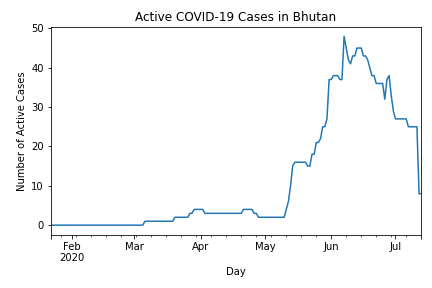 Active COVID-19 Cases in Bhutan
50
40
30
20
10
0
Number of Active Cases
Feb
2020
Mar
Apr
May
Jun
Jul
Day